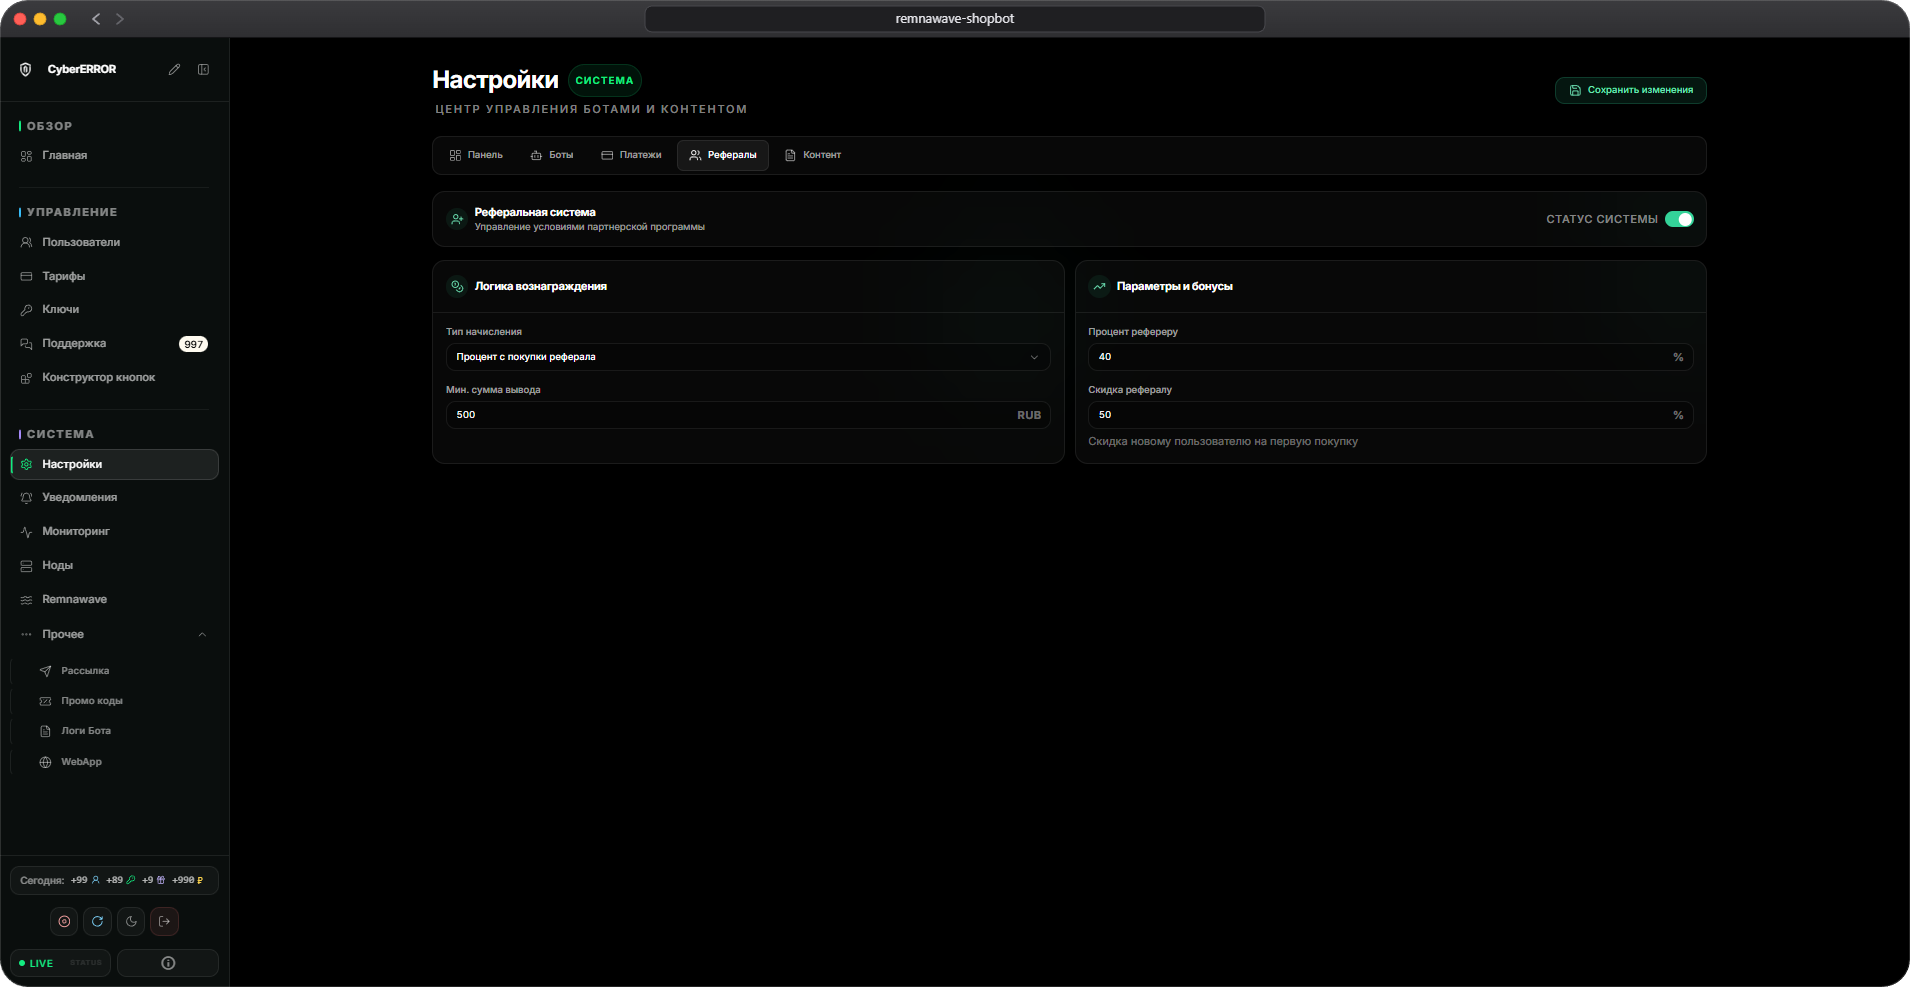 remnawave-shopbot
CyberERROR
ОБЗОР
Главная
УПРАВЛЕНИЕ
Пользователи
Тарифы
Ключи
Поддержка 997
Конструктор кнопок
СИСТЕМА
Настройки
Уведомления
Мониторинг
Ноды
Remnawave
Прочее
Рассылка
Промо коды
Логи Бота
WebApp
Сегодня: +99 +89 +9 +990 ₽
LIVE STATUS
Настройки СИСТЕМА
ЦЕНТР УПРАВЛЕНИЯ БОТАМИ И КОНТЕНТОМ
Сохранить изменения
Панель Боты Платежи Рефералы Контент
Реферальная система
Управление условиями партнерской программы
СТАТУС СИСТЕМЫ
Логика вознаграждения
Тип начисления
Процент с покупки реферала
Мин. сумма вывода
500 RUB
Параметры и бонусы
Процент рефереру
40 %
Скидка рефералу
50 %
Скидка новому пользователю на первую покупку